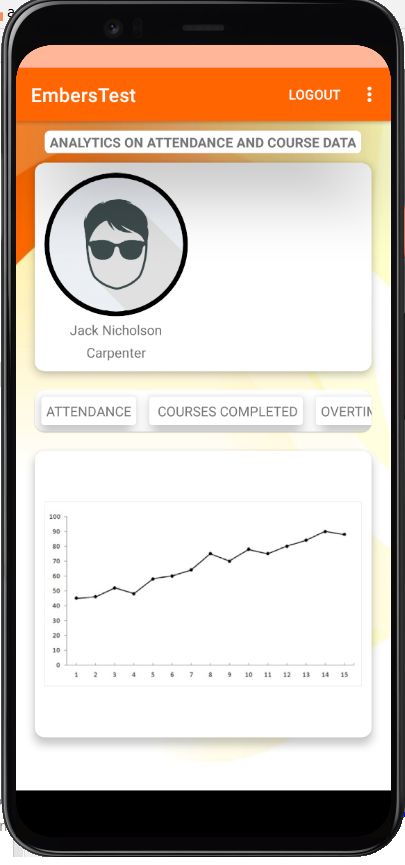 EmbersTest
LOGOUT
ANALYTICS ON ATTENDANCE AND COURSE DATA
Jack Nicholson
Carpenter
ATTENDANCE
COURSES COMPLETED
100
90
80
70
60
50
40
30
20
10
0
1 2 3 4 5 6 7 8 9 10 11 12 13 14 15